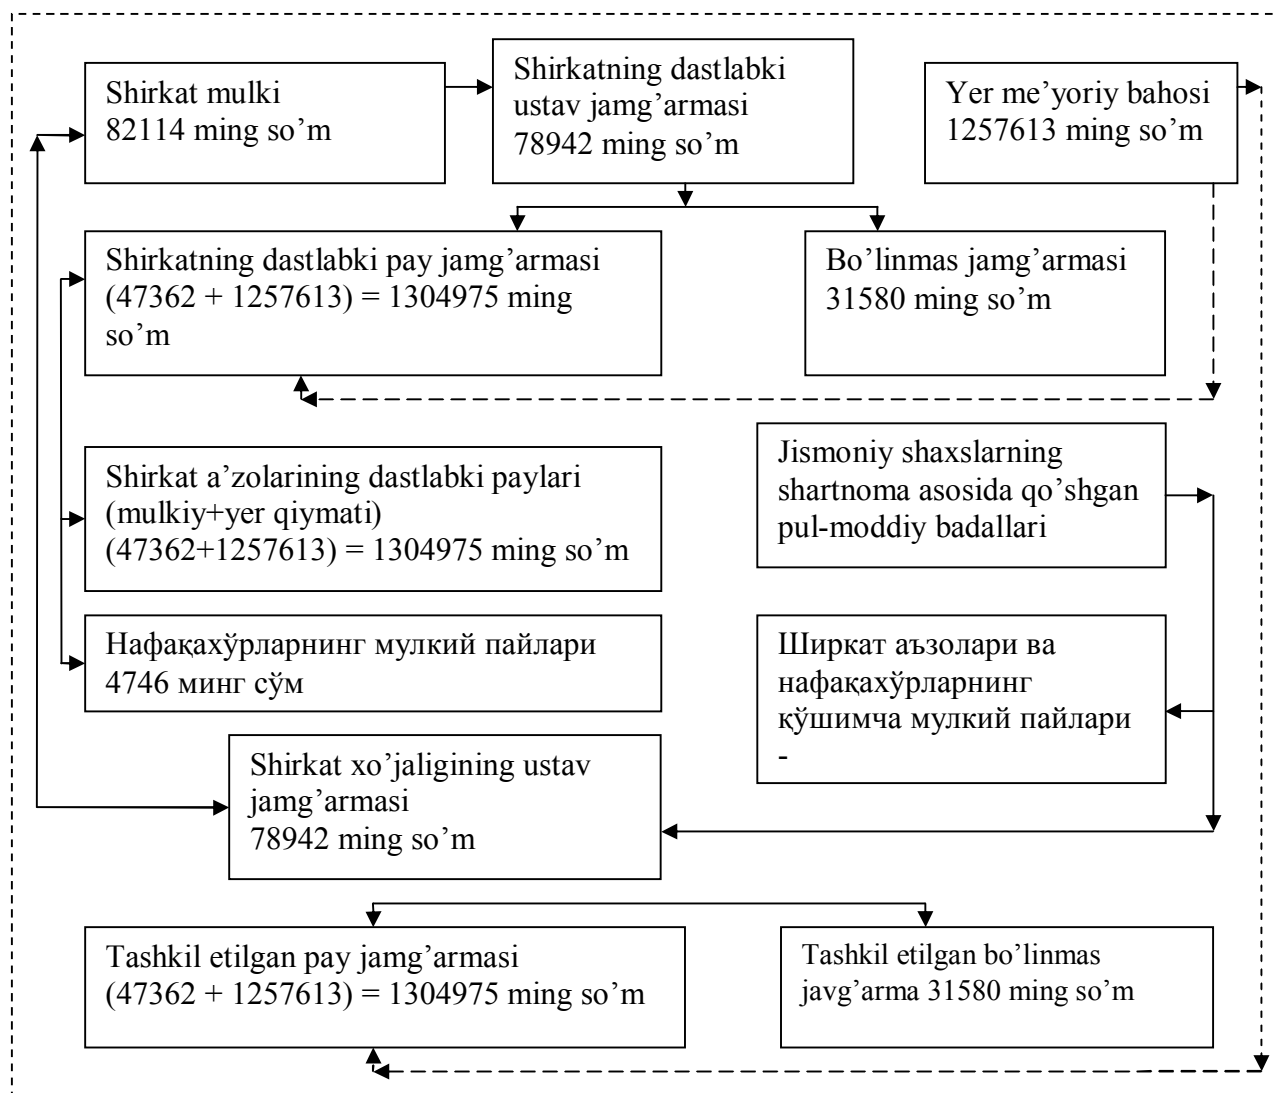 Shirkat mulki
82114 ming so’m
Shirkatning dastlabki
ustav jamg’armasi
78942 ming so’m
Yer me’yoriy bahosi
1257613 ming so’m
Shirkatning dastlabki pay jamg’armasi
(47362 + 1257613) = 1304975 ming
so’m
Bo’linmas jamg’armasi
31580 ming so’m
Shirkat a’zolarining dastlabki paylari
(mulkiy+yer qiymati)
(47362+1257613) = 1304975 ming so’m
Jismoniy shaxslarning
shartnoma asosida qo’shgan
pul-moddiy badallari
Нафақахўрларнинг мулкий пайлари
4746 минг сўм
Ширкат аъзолари ва
нафақахўрларнинг
қўшимча мулкий пайлари
-
Shirkat xo’jaligining ustav
jamg’armasi
78942 ming so’m
Tashkil etilgan pay jamg’armasi
(47362 + 1257613) = 1304975 ming so’m
Tashkil etilgan bo’linmas
javg’arma 31580 ming so’m